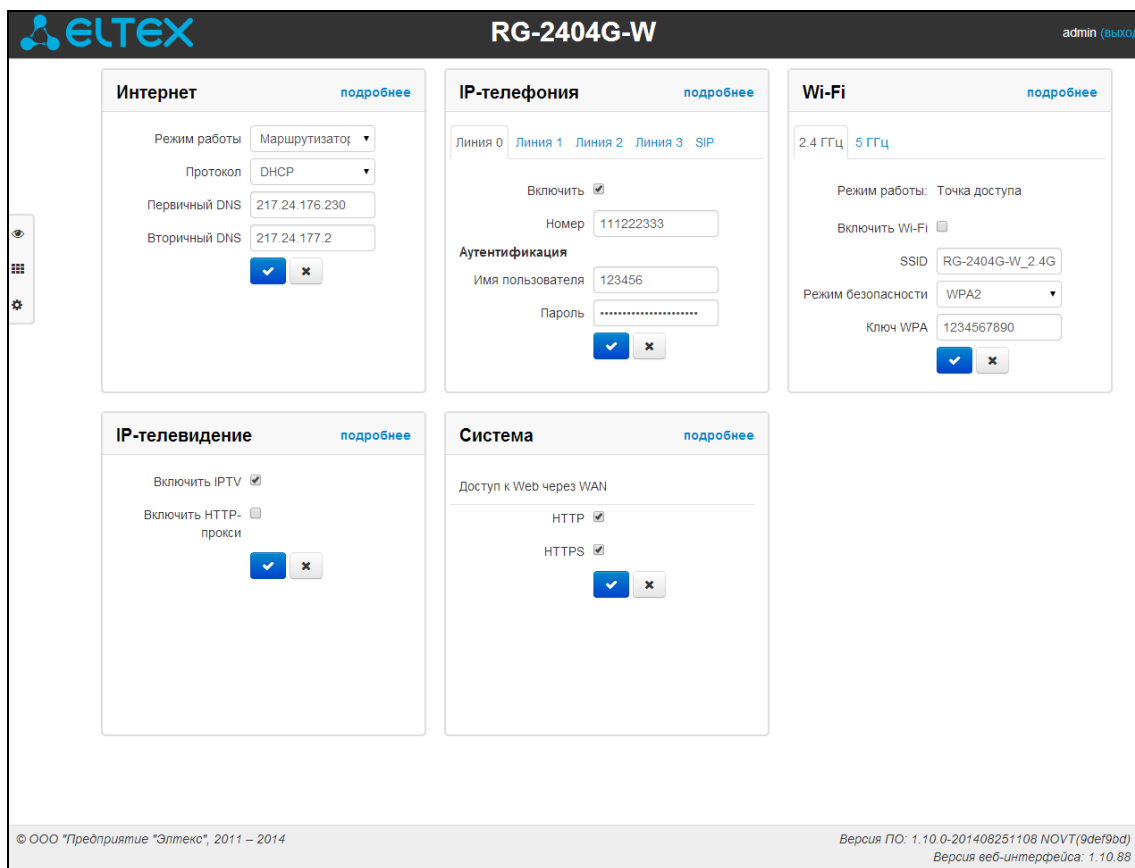 ELTEX
RG-2404G-W
admin (выход
Интернет
подробнее
Режим работы
Маршрутизатор
Протокол
DHCP
Первичный DNS
217.24.176.230
Вторичный DNS
217.24.177.2
IP-телефония
подробнее
Линия 0 Линия 1 Линия 2 Линия 3 SIP
Включить
Номер
111222333
Аутентификация
Имя пользователя
123456
Пароль
Wi-Fi
подробнее
2.4 ГГц 5 ГГц
Режим работы: Точка доступа
Включить Wi-Fi
SSID
RG-2404G-W_2.4G
Режим безопасности
WPA2
Ключ WPA
1234567890
IP-телевидение
подробнее
Включить IPTV
Включить HTTP-
прокси
Система
подробнее
Доступ к Web через WAN
HTTP
HTTPS
© ООО "Предприятие "Элтекс", 2011 – 2014
Версия ПО: 1.10.0-201408251108 NOVT(9def9bd)
Версия веб-интерфейса: 1.10.88